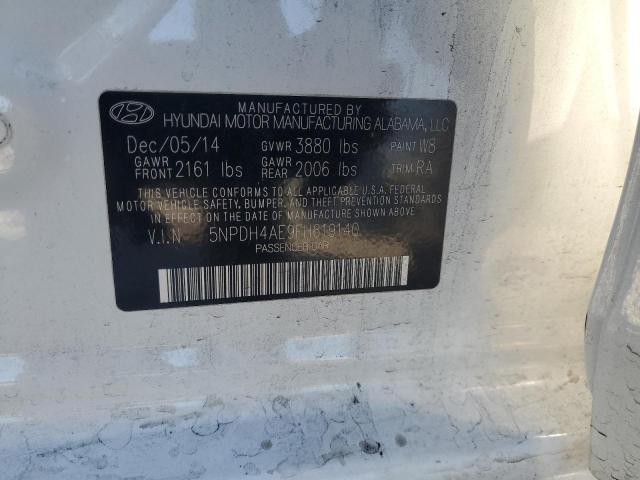 MANUFACTURED BY
HYUNDAI MOTOR MANUFACTURING ALABAMA, LLC
Dec/05/14 GVWR 3880 lbs PAINT W8
GAWR FRONT 2161 lbs GAWR REAR 2006 lbs TRIM RA
THIS VEHICLE CONFORMS TO ALL APPLICABLE U.S.A. FEDERAL
MOTOR VEHICLE SAFETY, BUMPER, AND THEFT PREVENTION STANDARDS
IN EFFECT ON THE DATE OF MANUFACTURE SHOWN ABOVE.
V.I.N 5NPDH4AE9FH619140
PASSENGER CAR